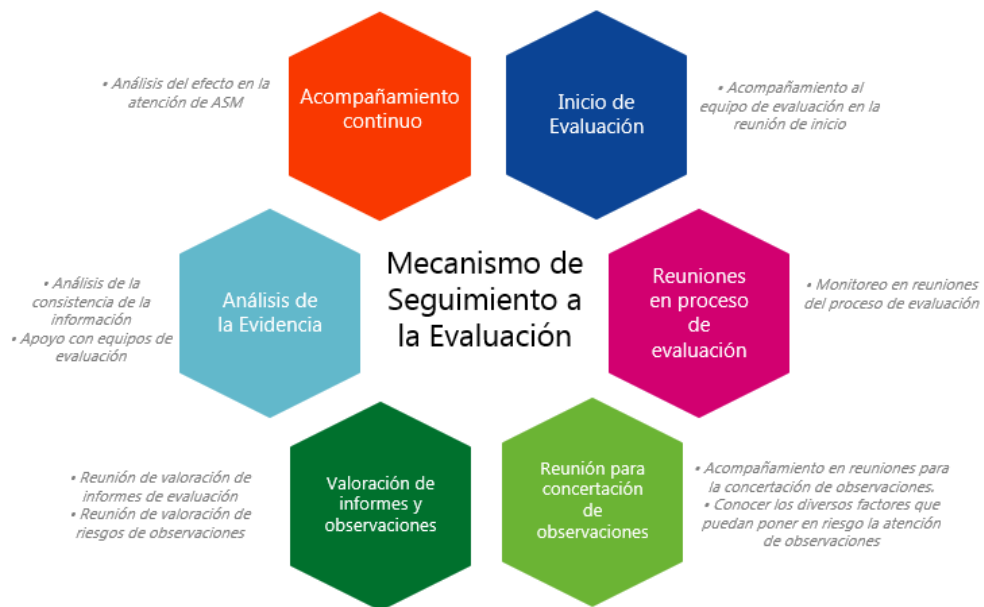 Mecanismo de
Seguimiento a
la Evaluación
Inicio de
Evaluación
• Acompañamiento al
equipo de evaluación en la
reunión de inicio
Reuniones
en proceso
de
evaluación
• Monitoreo en reuniones
del proceso de evaluación
Reunión para
concertación
de
observaciones
• Acompañamiento en reuniones para
la concertación de observaciones.
• Conocer los diversos factores que
puedan poner en riesgo la atención
de observaciones
Valoración de
informes y
observaciones
• Reunión de valoración de
informes de evaluación
• Reunión de valoración de
riesgos de observaciones
Análisis de
la Evidencia
• Análisis de la
consistencia de la
información
• Apoyo con equipos de
evaluación
Acompañamiento
continuo
• Análisis del efecto en la
atención de ASM